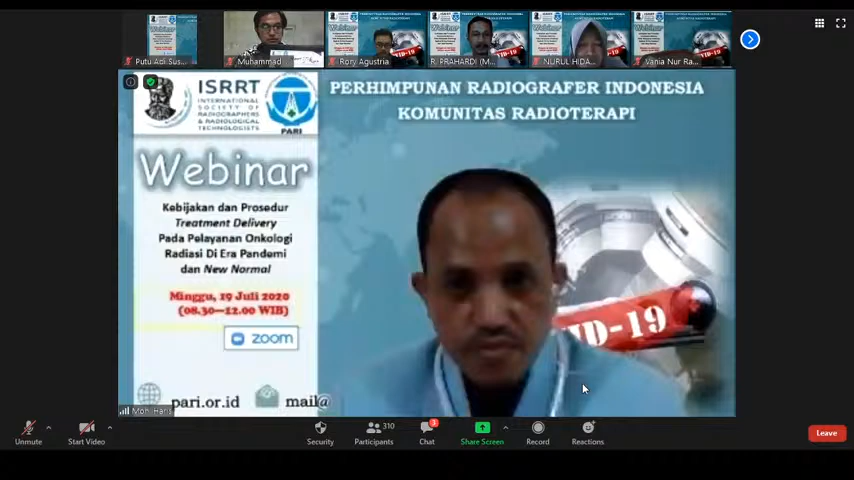 Putu Adi Sus...
Muhammad
Rory Agustria
R. PRAHARDI (M...
NURUL HIDA...
Vania Nur Ra...
ISRRT
INTERNATIONAL
SOCIETY OF
RADIOGRAPHERS
& RADIOLOGICAL
TECHNOLOGISTS
PARI
PERHIMPUNAN RADIOGRAFER INDONESIA
KOMUNITAS RADIOTERAPI
Webinar
Kebijakan dan Prosedur
Treatment Delivery
Pada Pelayanan Onkologi
Radiasi Di Era Pandemi
dan New Normal
Minggu, 19 Juli 2020
(08.30—12.00 WIB)
zoom
pari.or.id
mail@
ID-19
Moh Haris
Unmute
Start Video
Security
Participants
310
Chat
3
Share Screen
Record
Reactions
Leave